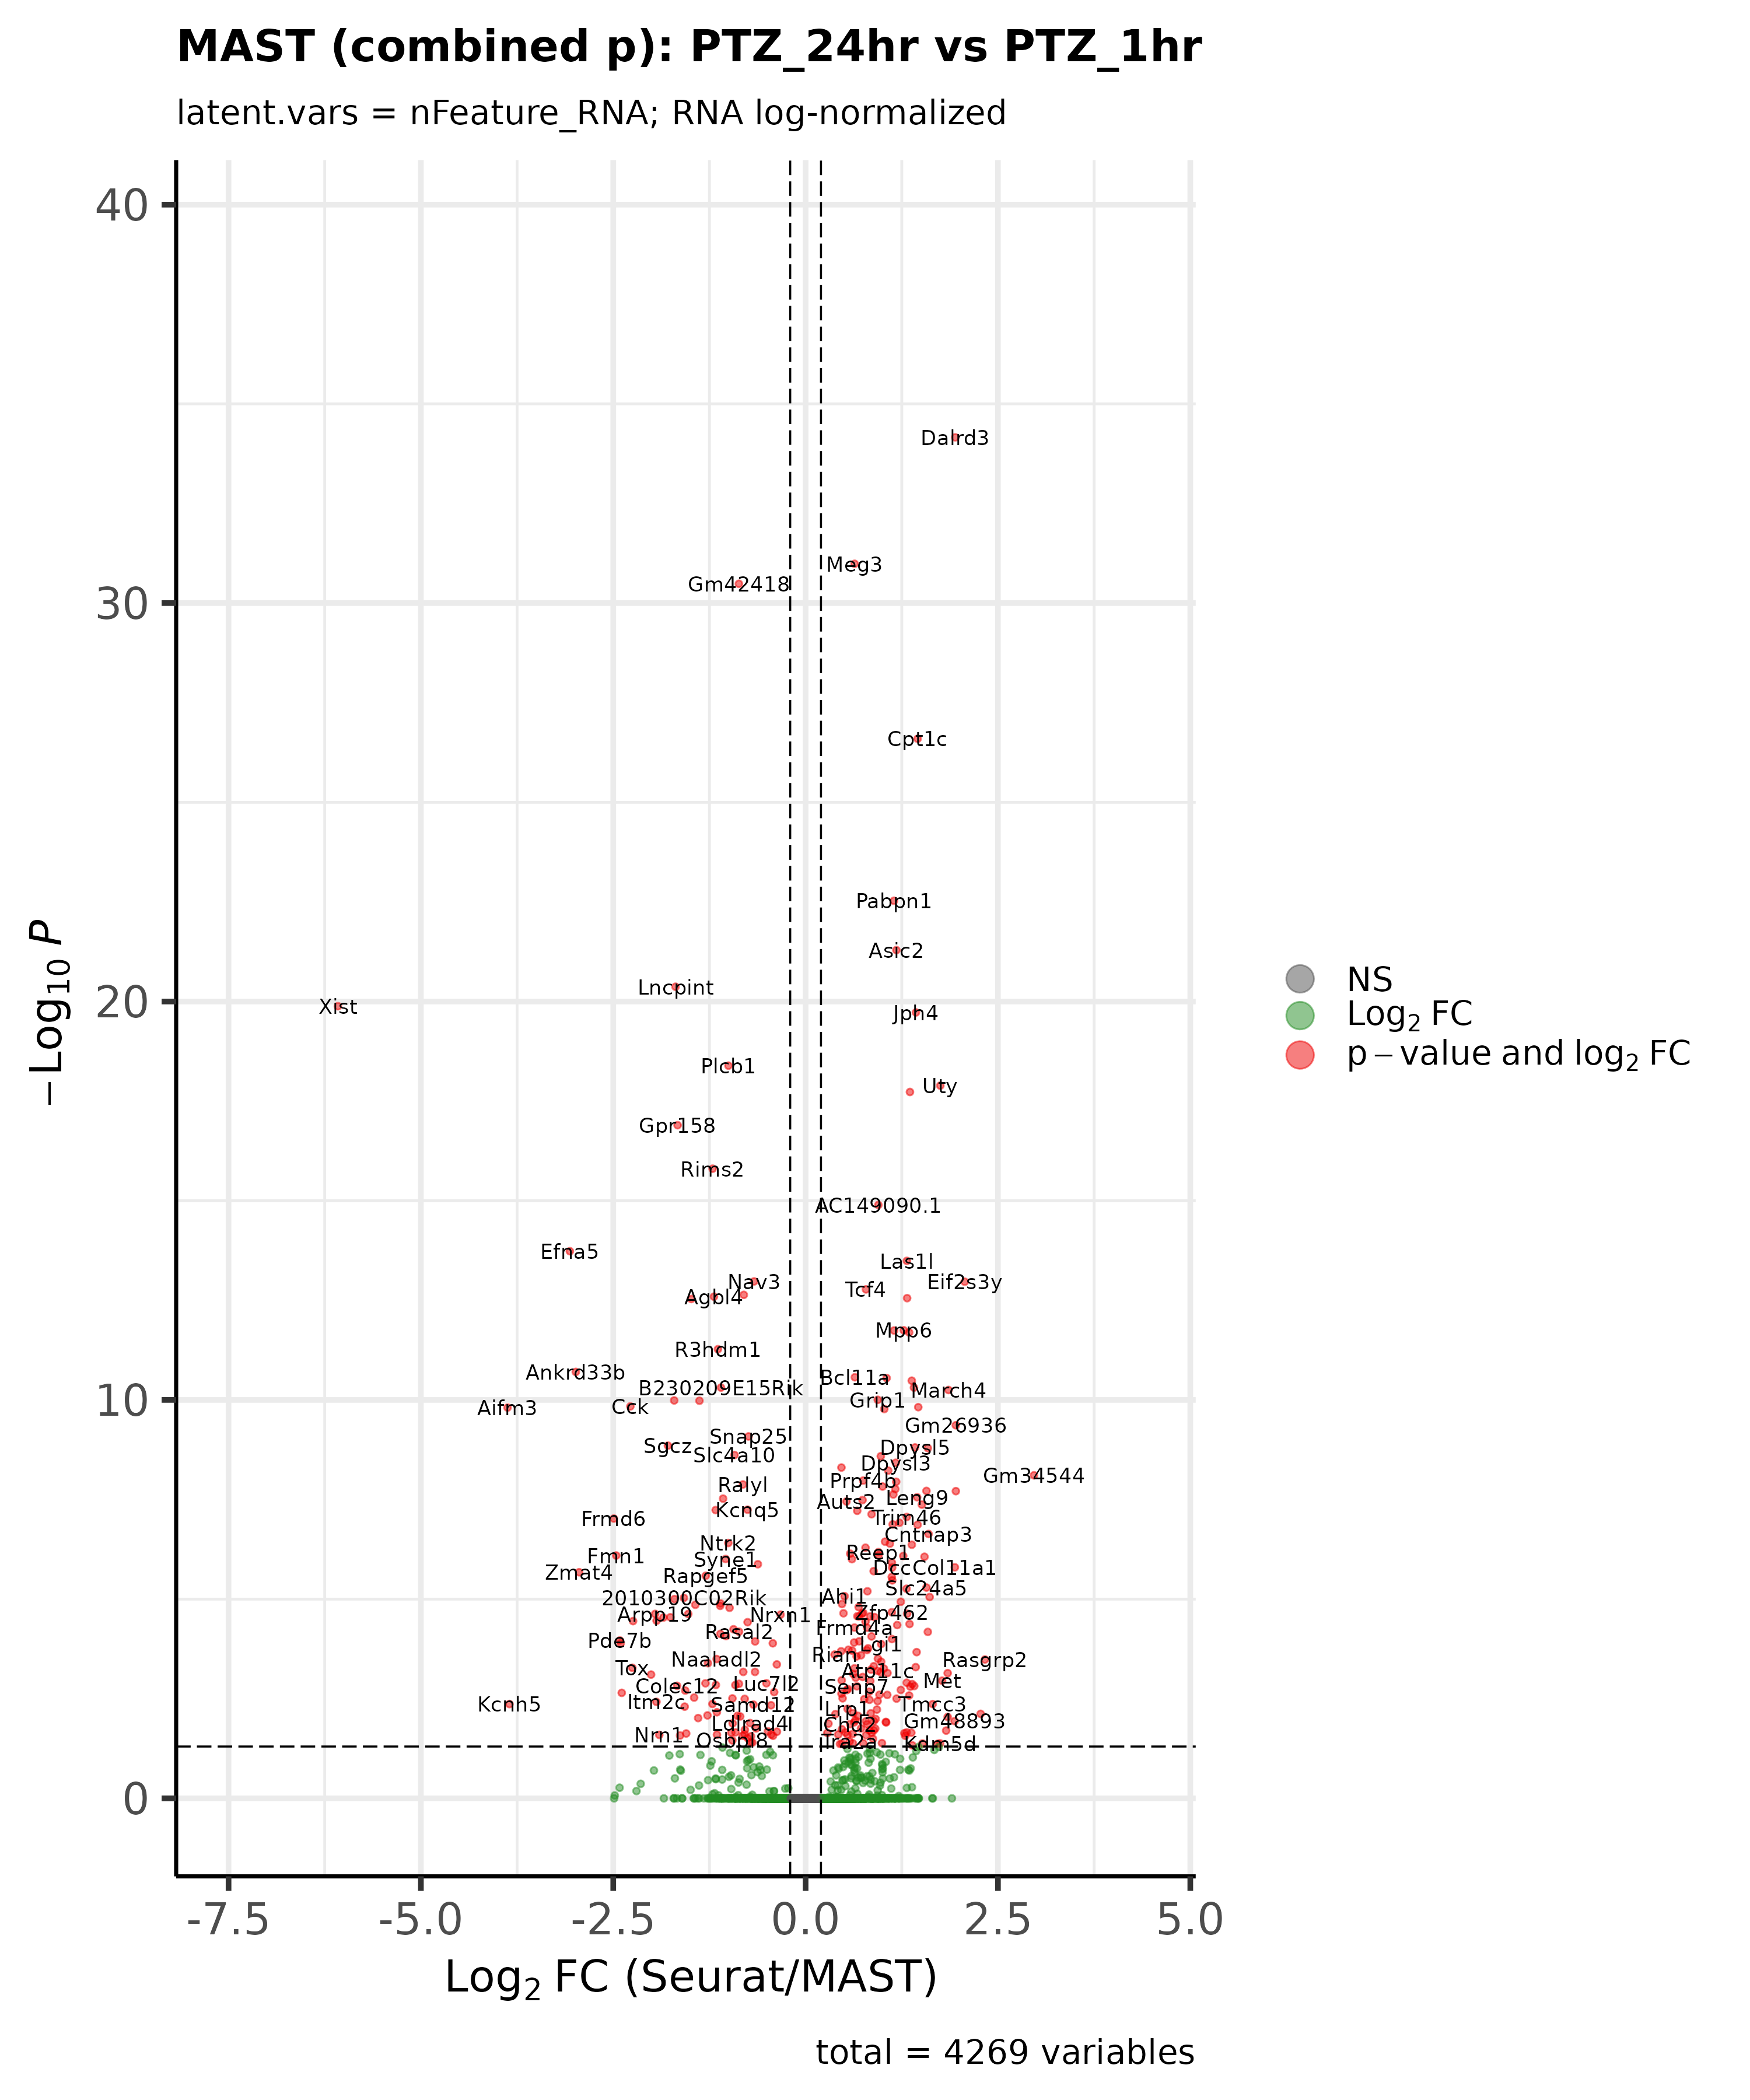 MAST (combined p): PTZ_24hr vs PTZ_1hr
latent.vars = nFeature_RNA; RNA log-normalized
40
30
20
10
0
−Log10 P
Dalrd3
Meg3
Gm42418
Cpt1c
Pabpn1
Asic2
Lncpint
Xist
Jph4
Plcb1
Uty
Gpr158
Rims2
AC149090.1
Efna5
Las1l
Nav3
Eif2s3y
Tcf4
Agbl4
Mpp6
R3hdm1
Ankrd33b
Bcl11a
B230209E15Rik
March4
Grip1
Aifm3
Cck
Gm26936
Snap25
Sgcz
Dpysl5
Slc4a10
Dpysl3
Gm34544
Ralyl
Prpf4b
Leng9
Auts2
Kcnq5
Frmd6
Trim46
Cntnap3
Ntrk2
Reep1
Fmn1
Syne1
Zmat4
Dcc
Col11a1
Rapgef5
Slc24a5
2010300C02Rik
Ahi1
Arpp19
Nrxn1
Zfp462
Rasal2
Frmd4a
Pde7b
Lgi1
Rian
Naaladl2
Rasgrp2
Tox
Atp11c
Met
Colec12
Luc7l2
Senp7
Kcnh5
Itm2c
Samd12
Tmcc3
Lrp1
Ldlrad4
Chd2
Gm48893
Nrn1
Osbpl8
Tra2a
Kdm5d
-7.5
-5.0
-2.5
0.0
2.5
5.0
Log2 FC (Seurat/MAST)
total = 4269 variables
NS
Log2 FC
p − value and log2 FC